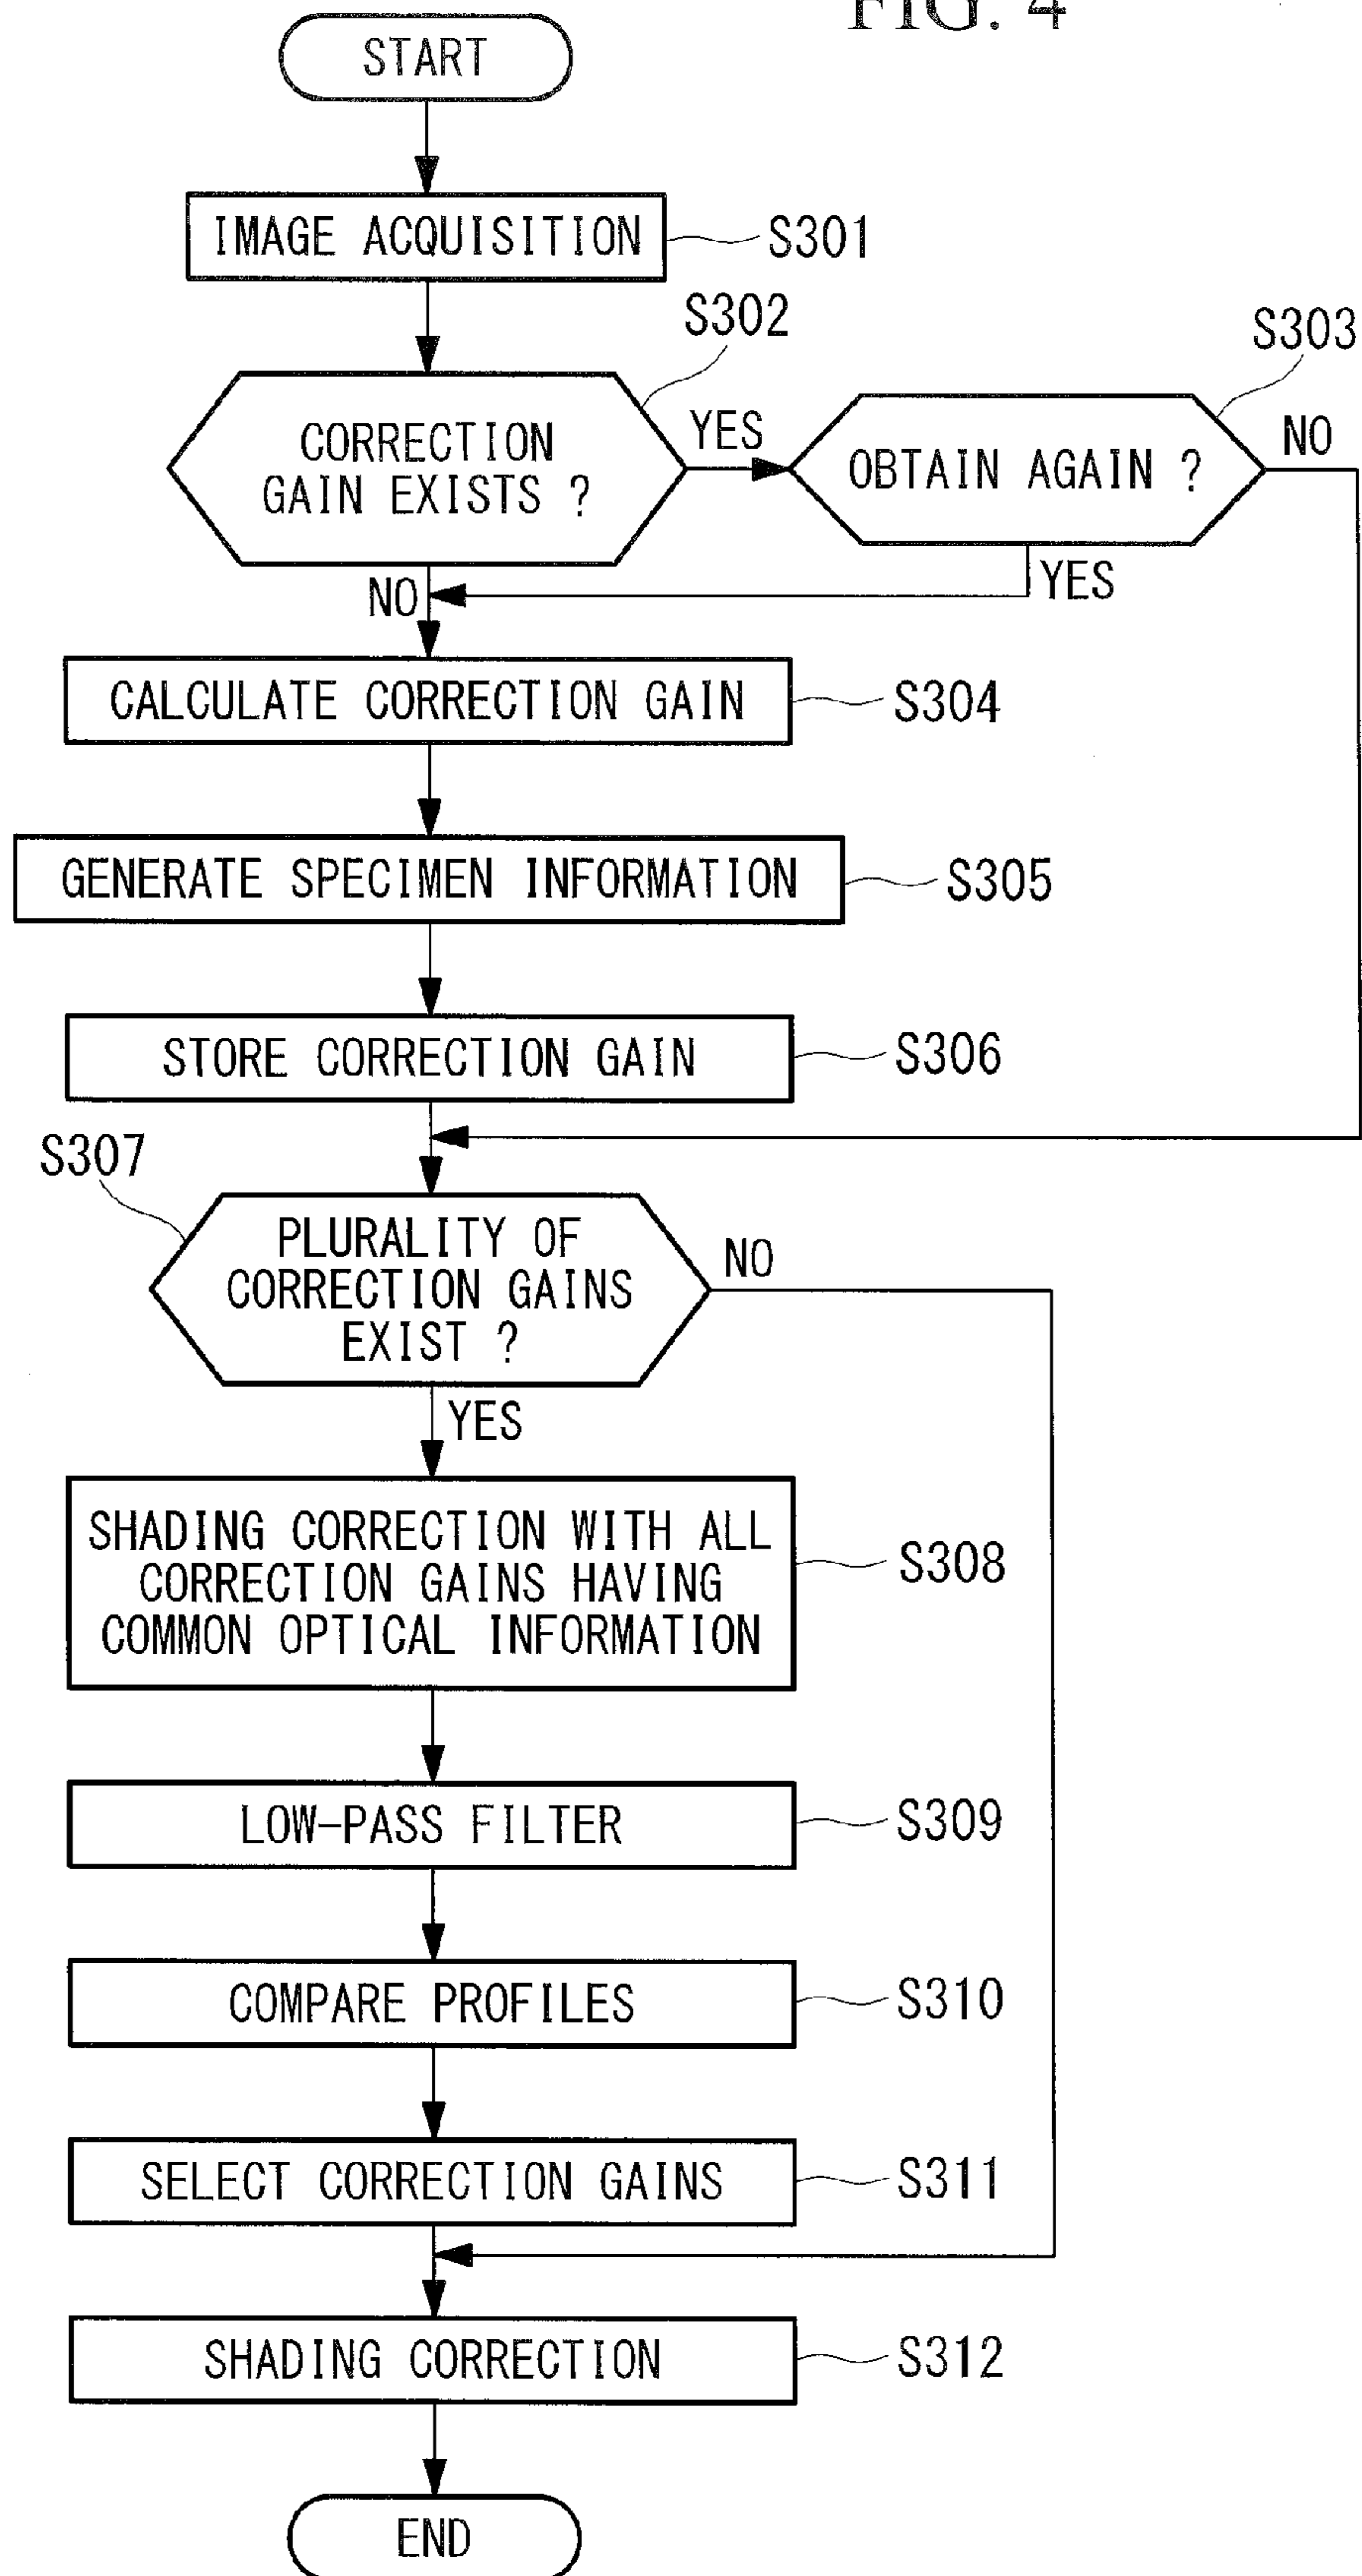 FIG. 4
START
IMAGE ACQUISITION
S301
S302
S303
CORRECTION
GAIN EXISTS ?
YES
OBTAIN AGAIN ?
NO
NO
YES
CALCULATE CORRECTION GAIN
S304
GENERATE SPECIMEN INFORMATION
S305
STORE CORRECTION GAIN
S306
S307
PLURALITY OF
CORRECTION GAINS
EXIST ?
NO
YES
SHADING CORRECTION WITH ALL
CORRECTION GAINS HAVING
COMMON OPTICAL INFORMATION
S308
LOW-PASS FILTER
S309
COMPARE PROFILES
S310
SELECT CORRECTION GAINS
S311
SHADING CORRECTION
S312
END